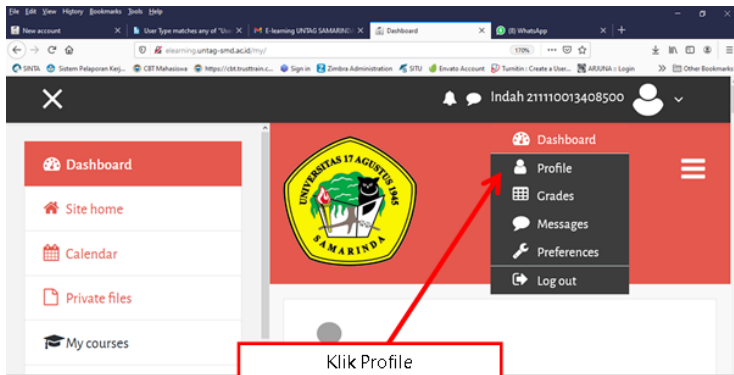 File Edit View History Bookmarks Tools Help
New account × User Type matches any of "User × E-learning UNTAG SAMARINDA × Dashboard × (8) WhatsApp × +
elearning.untag-smd.ac.id/my/ 170%
SINTA Sistem Pelaporan Kerj... CBT Mahasiswa https://cbt.trusttrain.c... Sign in Zimbra Administration SITU Envato Account Turnitin : Create a User... ARJUNA :: Login Other Bookmarks
Indah 211110013408500
Dashboard
Profile
Grades
Messages
Preferences
Log out
Dashboard
Site home
Calendar
Private files
My courses
UNIVERSITAS 17 AGUSTUS 1945
SAMARINDA
Klik Profile